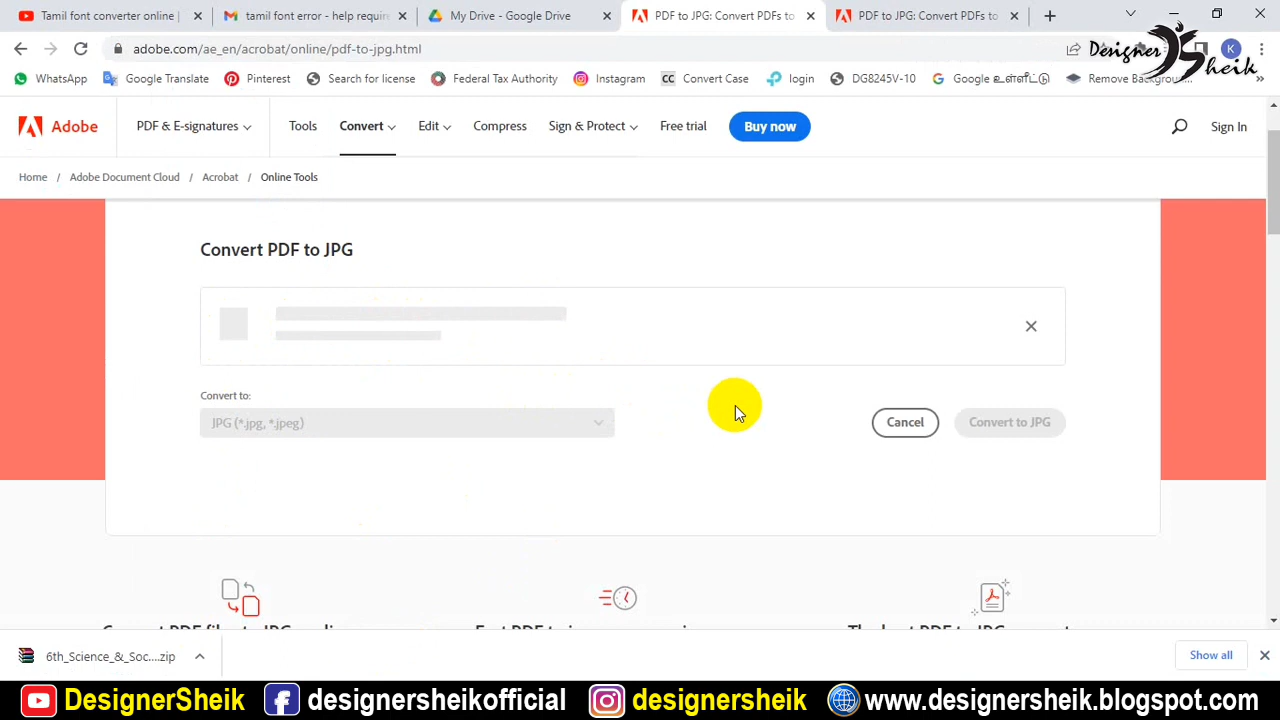 Tamil font converter online
tamil font error - help require
My Drive - Google Drive
PDF to JPG: Convert PDFs to
PDF to JPG: Convert PDFs to
adobe.com/ae_en/acrobat/online/pdf-to-jpg.html
Designer Sheik
WhatsApp
Google Translate
Pinterest
Search for license
Federal Tax Authority
Instagram
CC Convert Case
login
DG8245V-10
Google உள்ளீட்டு
Remove Backgrou...
Adobe
PDF & E-signatures
Tools
Convert
Edit
Compress
Sign & Protect
Free trial
Buy now
Sign In
Home / Adobe Document Cloud / Acrobat / Online Tools
Convert PDF to JPG
Convert to:
JPG (*.jpg, *.jpeg)
Cancel
Convert to JPG
6th_Science_&_Soc....zip
Show all
DesignerSheik
designersheikofficial
designersheik
www.designersheik.blogspot.com